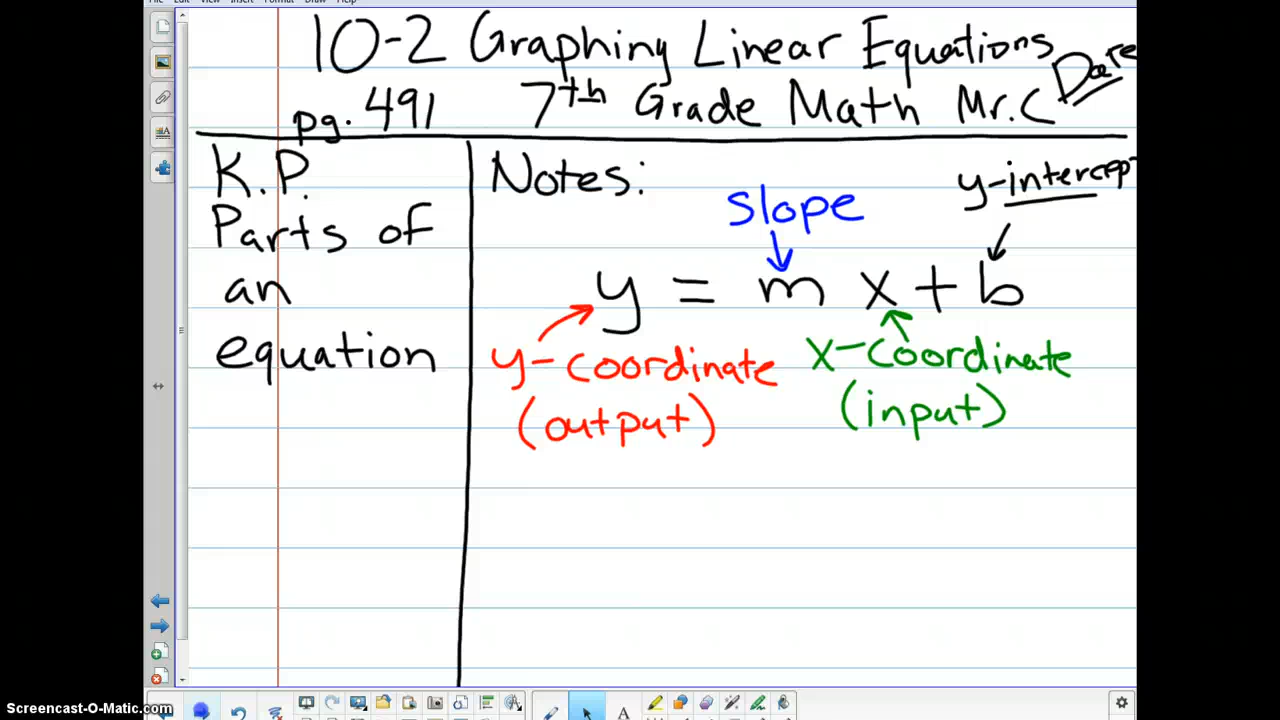 10-2 Graphing Linear Equations
pg. 491 7th Grade Math Mr. C
K.P.
Parts of
an
equation
Notes:
y-intercep
slope
y = m x + b
y-coordinate
(output)
x-coordinate
(input)
Screencast-O-Matic.com